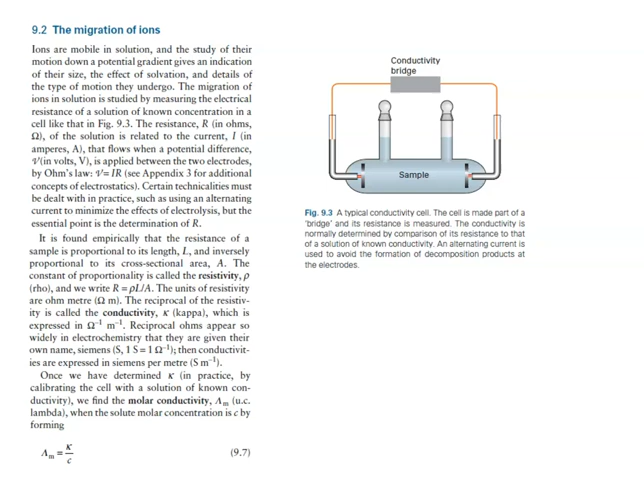 9.2 The migration of ions
Ions are mobile in solution, and the study of their
motion down a potential gradient gives an indication
of their size, the effect of solvation, and details of
the type of motion they undergo. The migration of
ions in solution is studied by measuring the electrical
resistance of a solution of known concentration in a
cell like that in Fig. 9.3. The resistance, R (in ohms,
Ω), of the solution is related to the current, I (in
amperes, A), that flows when a potential difference,
𝒱 (in volts, V), is applied between the two electrodes,
by Ohm's law: 𝒱 = IR (see Appendix 3 for additional
concepts of electrostatics). Certain technicalities must
be dealt with in practice, such as using an alternating
current to minimize the effects of electrolysis, but the
essential point is the determination of R.
It is found empirically that the resistance of a
sample is proportional to its length, L, and inversely
proportional to its cross-sectional area, A. The
constant of proportionality is called the resistivity, ρ
(rho), and we write R = ρL/A. The units of resistivity
are ohm metre (Ω m). The reciprocal of the resistiv-
ity is called the conductivity, κ (kappa), which is
expressed in Ω⁻¹ m⁻¹. Reciprocal ohms appear so
widely in electrochemistry that they are given their
own name, siemens (S, 1 S = 1 Ω⁻¹); then conductivit-
ies are expressed in siemens per metre (S m⁻¹).
Once we have determined κ (in practice, by
calibrating the cell with a solution of known con-
ductivity), we find the molar conductivity, Λm (u.c.
lambda), when the solute molar concentration is c by
forming
Λm = κ/c (9.7)
Conductivity
bridge
Sample
Fig. 9.3 A typical conductivity cell. The cell is made part of a
'bridge' and its resistance is measured. The conductivity is
normally determined by comparison of its resistance to that
of a solution of known conductivity. An alternating current is
used to avoid the formation of decomposition products at
the electrodes.